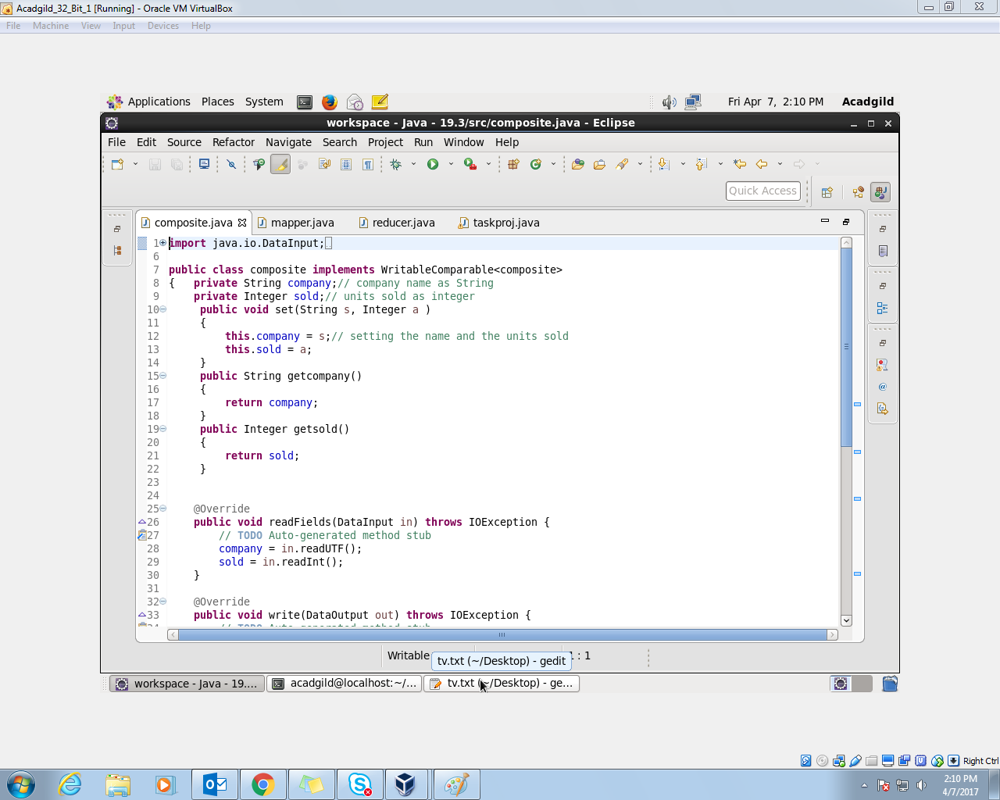 Acadgild_32_Bit_1 [Running] - Oracle VM VirtualBox
File Machine View Input Devices Help
Applications Places System Fri Apr 7, 2:10 PM Acadgild
workspace - Java - 19.3/src/composite.java - Eclipse
File Edit Source Refactor Navigate Search Project Run Window Help
Quick Access
composite.java mapper.java reducer.java taskproj.java
1 import java.io.DataInput;
6
7 public class composite implements WritableComparable<composite>
8 { private String company;// company name as String
9 private Integer sold;// units sold as integer
10 public void set(String s, Integer a )
11 {
12 this.company = s;// setting the name and the units sold
13 this.sold = a;
14 }
15 public String getcompany()
16 {
17 return company;
18 }
19 public Integer getsold()
20 {
21 return sold;
22 }
23
24
25 @Override
26 public void readFields(DataInput in) throws IOException {
27 // TODO Auto-generated method stub
28 company = in.readUTF();
29 sold = in.readInt();
30 }
31
32 @Override
33 public void write(DataOutput out) throws IOException {
34 // TODO Auto-generated method stub
Writable 1 : 1
tv.txt (~/Desktop) - gedit
workspace - Java - 19.... acadgild@localhost:~/... tv.txt (~/Desktop) - ge...
Right Ctrl
2:10 PM
4/7/2017